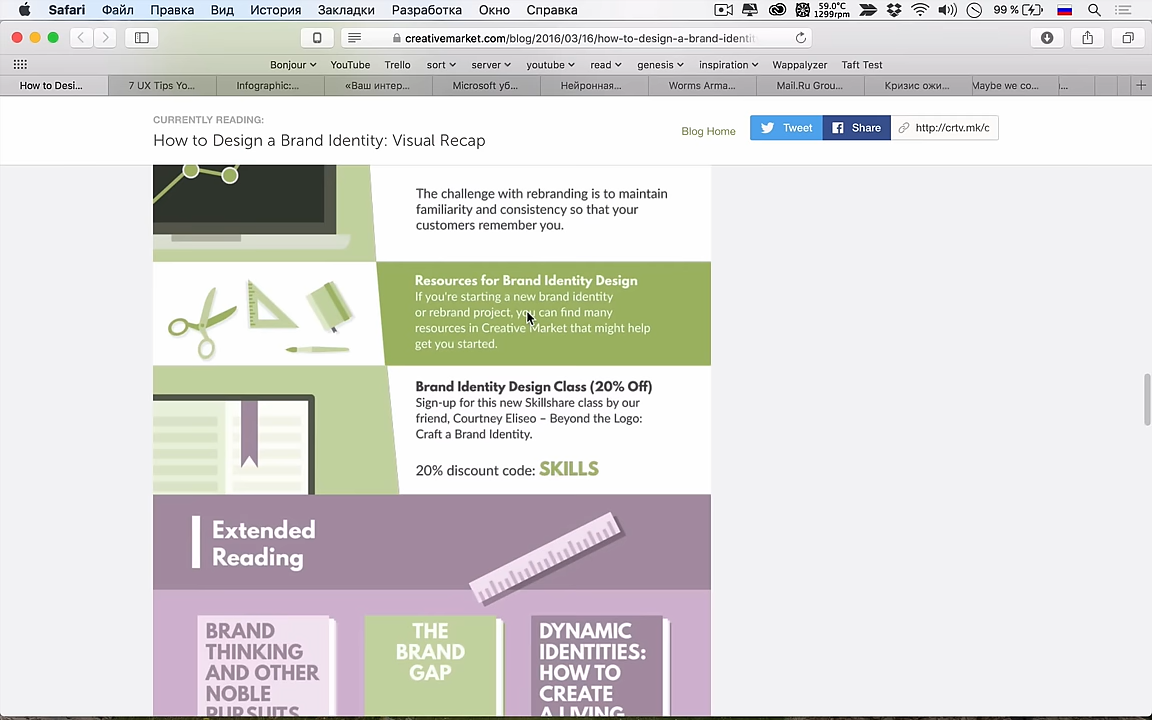 Safari Файл Правка Вид История Закладки Разработка Окно Справка 59.0°C 1299rpm 99 %
creativemarket.com/blog/2016/03/16/how-to-design-a-brand-identit
Bonjour YouTube Trello sort server youtube read genesis inspiration Wappalyzer Taft Test
How to Desi... 7 UX Tips Yo... Infographic:... «Ваш интер... Microsoft уб... Нейронная... Worms Arma... Mail.Ru Grou... Кризис ожи... Maybe we co... ...
CURRENTLY READING:
How to Design a Brand Identity: Visual Recap
Blog Home Tweet Share http://crtv.mk/c
The challenge with rebranding is to maintain
familiarity and consistency so that your
customers remember you.
Resources for Brand Identity Design
If you're starting a new brand identity
or rebrand project, you can find many
resources in Creative Market that might help
get you started.
Brand Identity Design Class (20% Off)
Sign-up for this new Skillshare class by our
friend, Courtney Eliseo – Beyond the Logo:
Craft a Brand Identity.
20% discount code: SKILLS
Extended
Reading
BRAND
THINKING
AND OTHER
NOBLE
PURSUITS
THE
BRAND
GAP
DYNAMIC
IDENTITIES:
HOW TO
CREATE
A LIVING